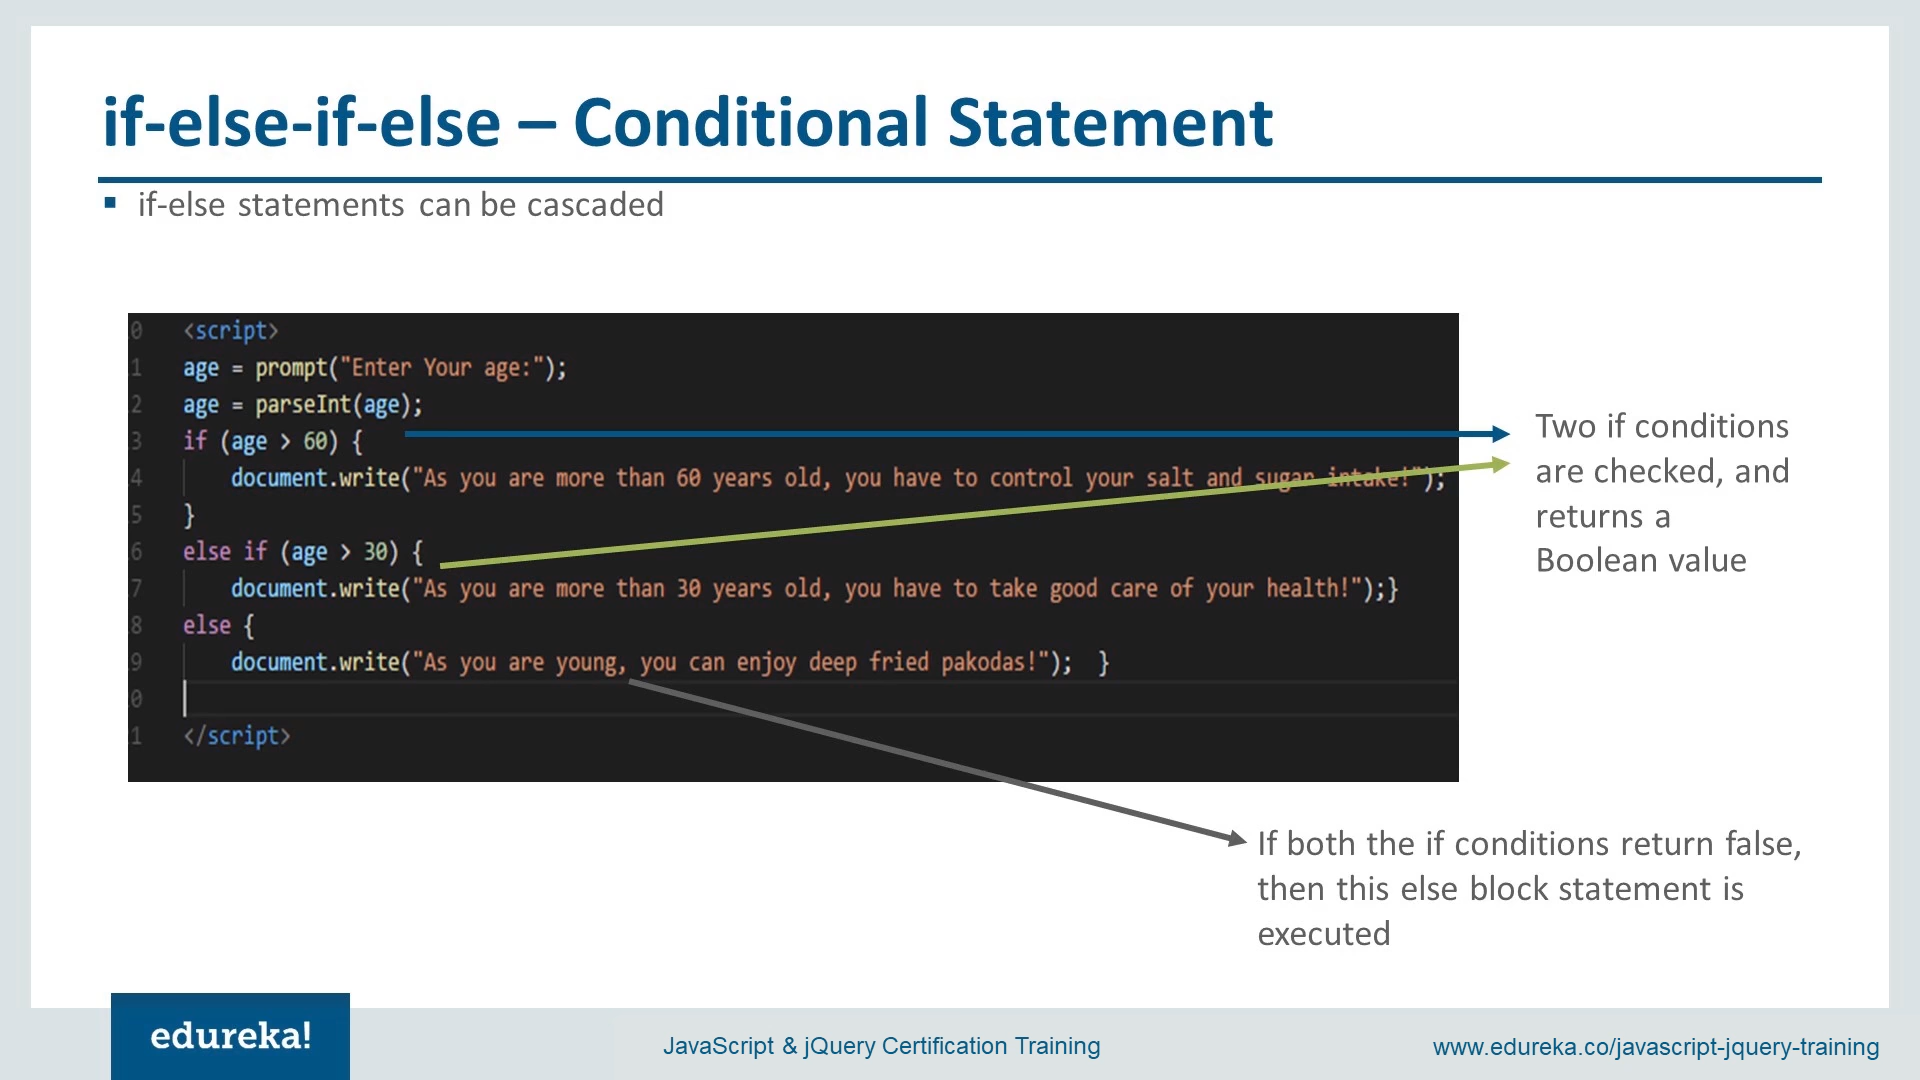 if-else-if-else – Conditional Statement
▪ if-else statements can be cascaded
0 <script>
1 age = prompt("Enter Your age:");
2 age = parseInt(age);
3 if (age > 60) {
4 document.write("As you are more than 60 years old, you have to control your salt and sugar intake!");
5 }
6 else if (age > 30) {
7 document.write("As you are more than 30 years old, you have to take good care of your health!");}
8 else {
9 document.write("As you are young, you can enjoy deep fried pakodas!"); }
0
1 </script>
Two if conditions
are checked, and
returns a
Boolean value
If both the if conditions return false,
then this else block statement is
executed
edureka!
JavaScript & jQuery Certification Training
www.edureka.co/javascript-jquery-training